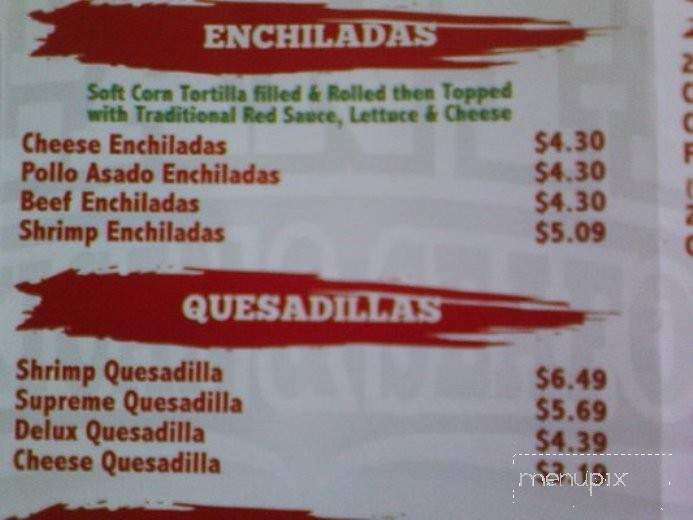 ENCHILADAS
Soft Corn Tortilla filled & Rolled then Topped
with Traditional Red Sauce, Lettuce & Cheese
Cheese Enchiladas $4.30
Pollo Asado Enchiladas $4.30
Beef Enchiladas $4.30
Shrimp Enchiladas $5.09
QUESADILLAS
Shrimp Quesadilla $6.49
Supreme Quesadilla $5.69
Delux Quesadilla $4.39
Cheese Quesadilla
menupix